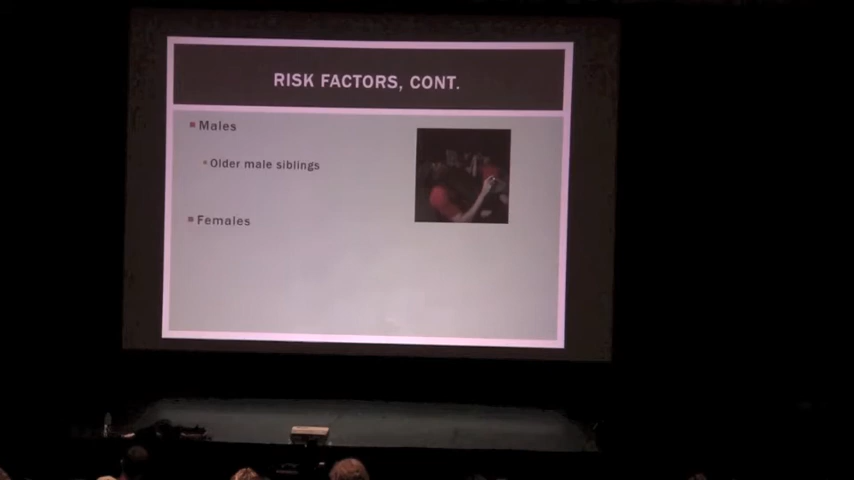 RISK FACTORS, CONT.
Males
Older male siblings
Females